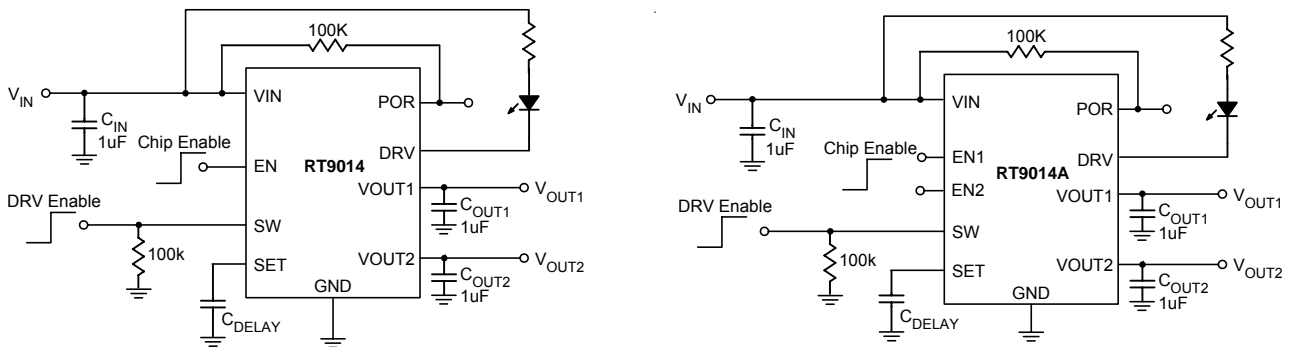 100K
VIN
POR
V_IN
C_IN
1uF
Chip Enable
EN
RT9014
DRV
VOUT1
V_OUT1
C_OUT1
1uF
DRV Enable
SW
100k
VOUT2
V_OUT2
SET
C_OUT2
1uF
GND
C_DELAY
100K
VIN
POR
V_IN
C_IN
1uF
Chip Enable
EN1
RT9014A
DRV
EN2
VOUT1
V_OUT1
C_OUT1
1uF
DRV Enable
SW
100k
VOUT2
V_OUT2
SET
C_OUT2
1uF
GND
C_DELAY